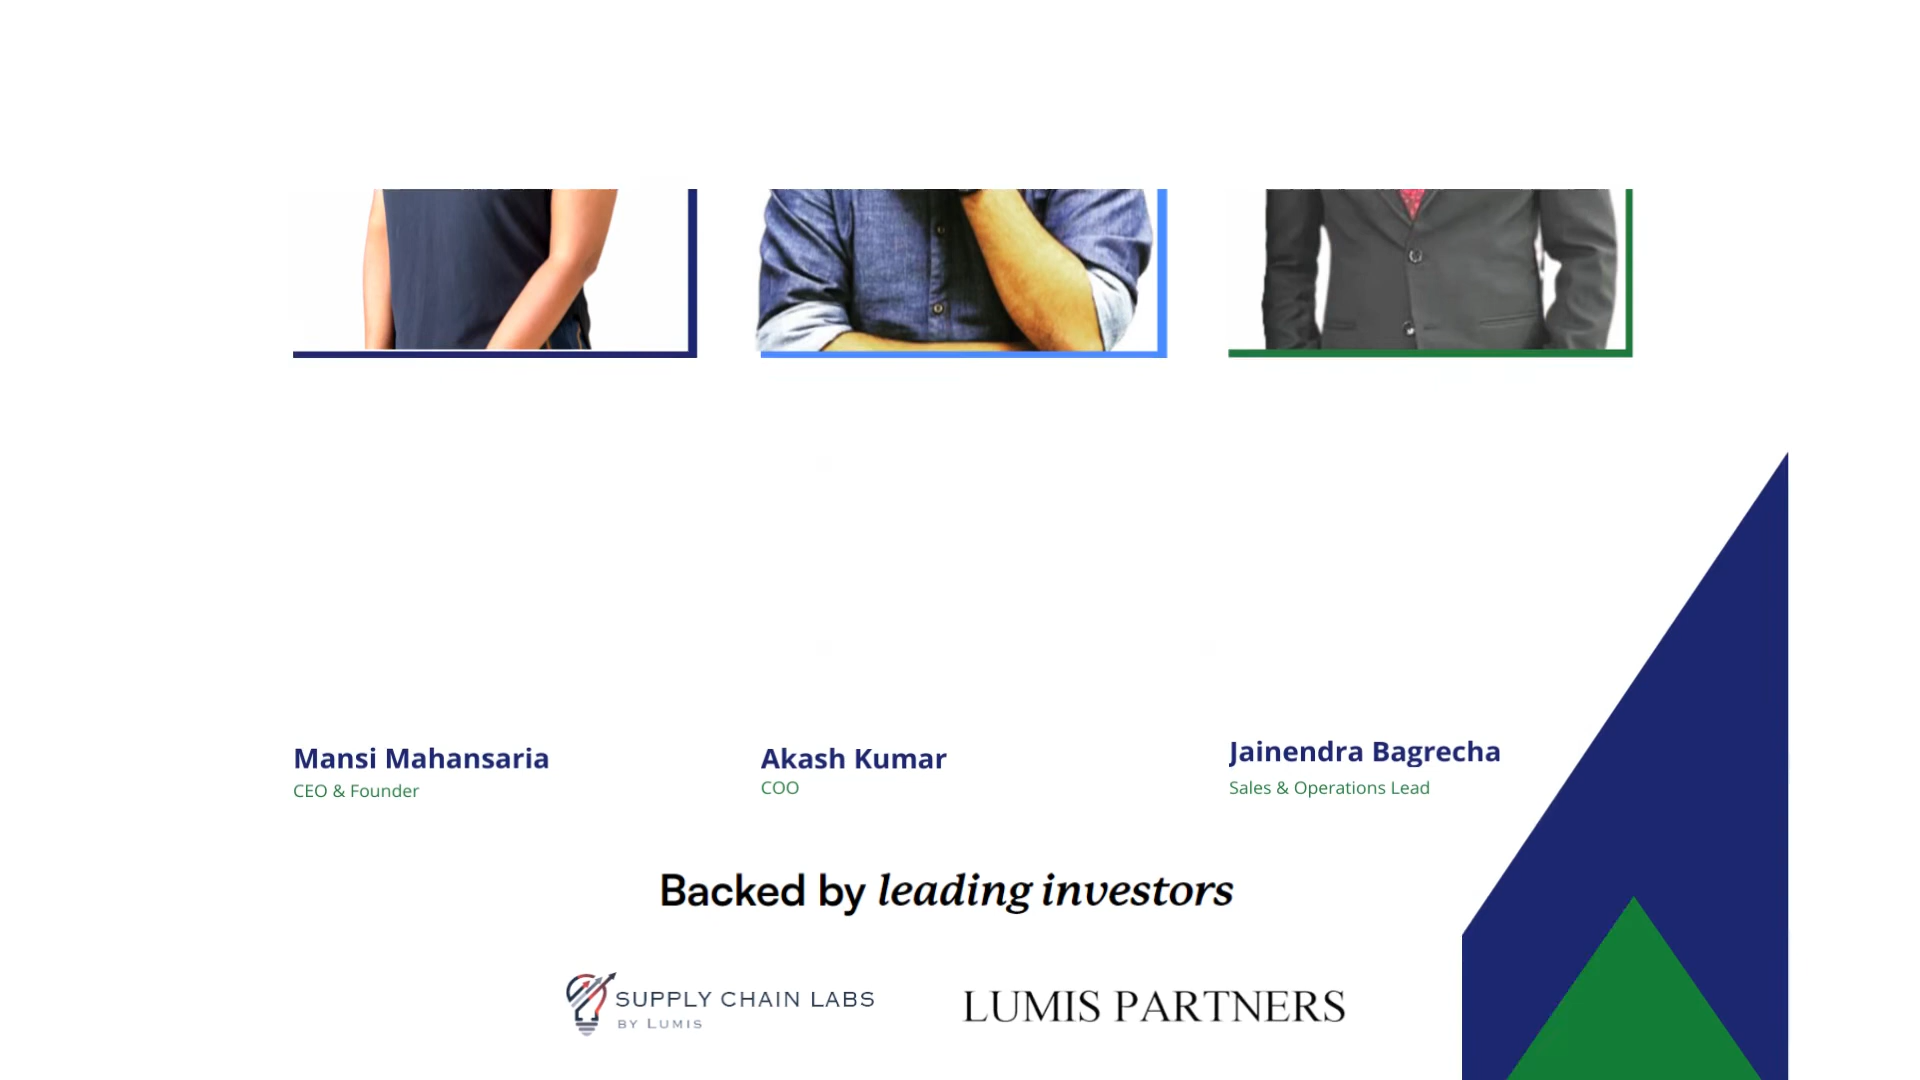 Mansi Mahansaria
CEO & Founder
Akash Kumar
COO
Jainendra Bagrecha
Sales & Operations Lead
Backed by leading investors
SUPPLY CHAIN LABS
BY LUMIS
LUMIS PARTNERS